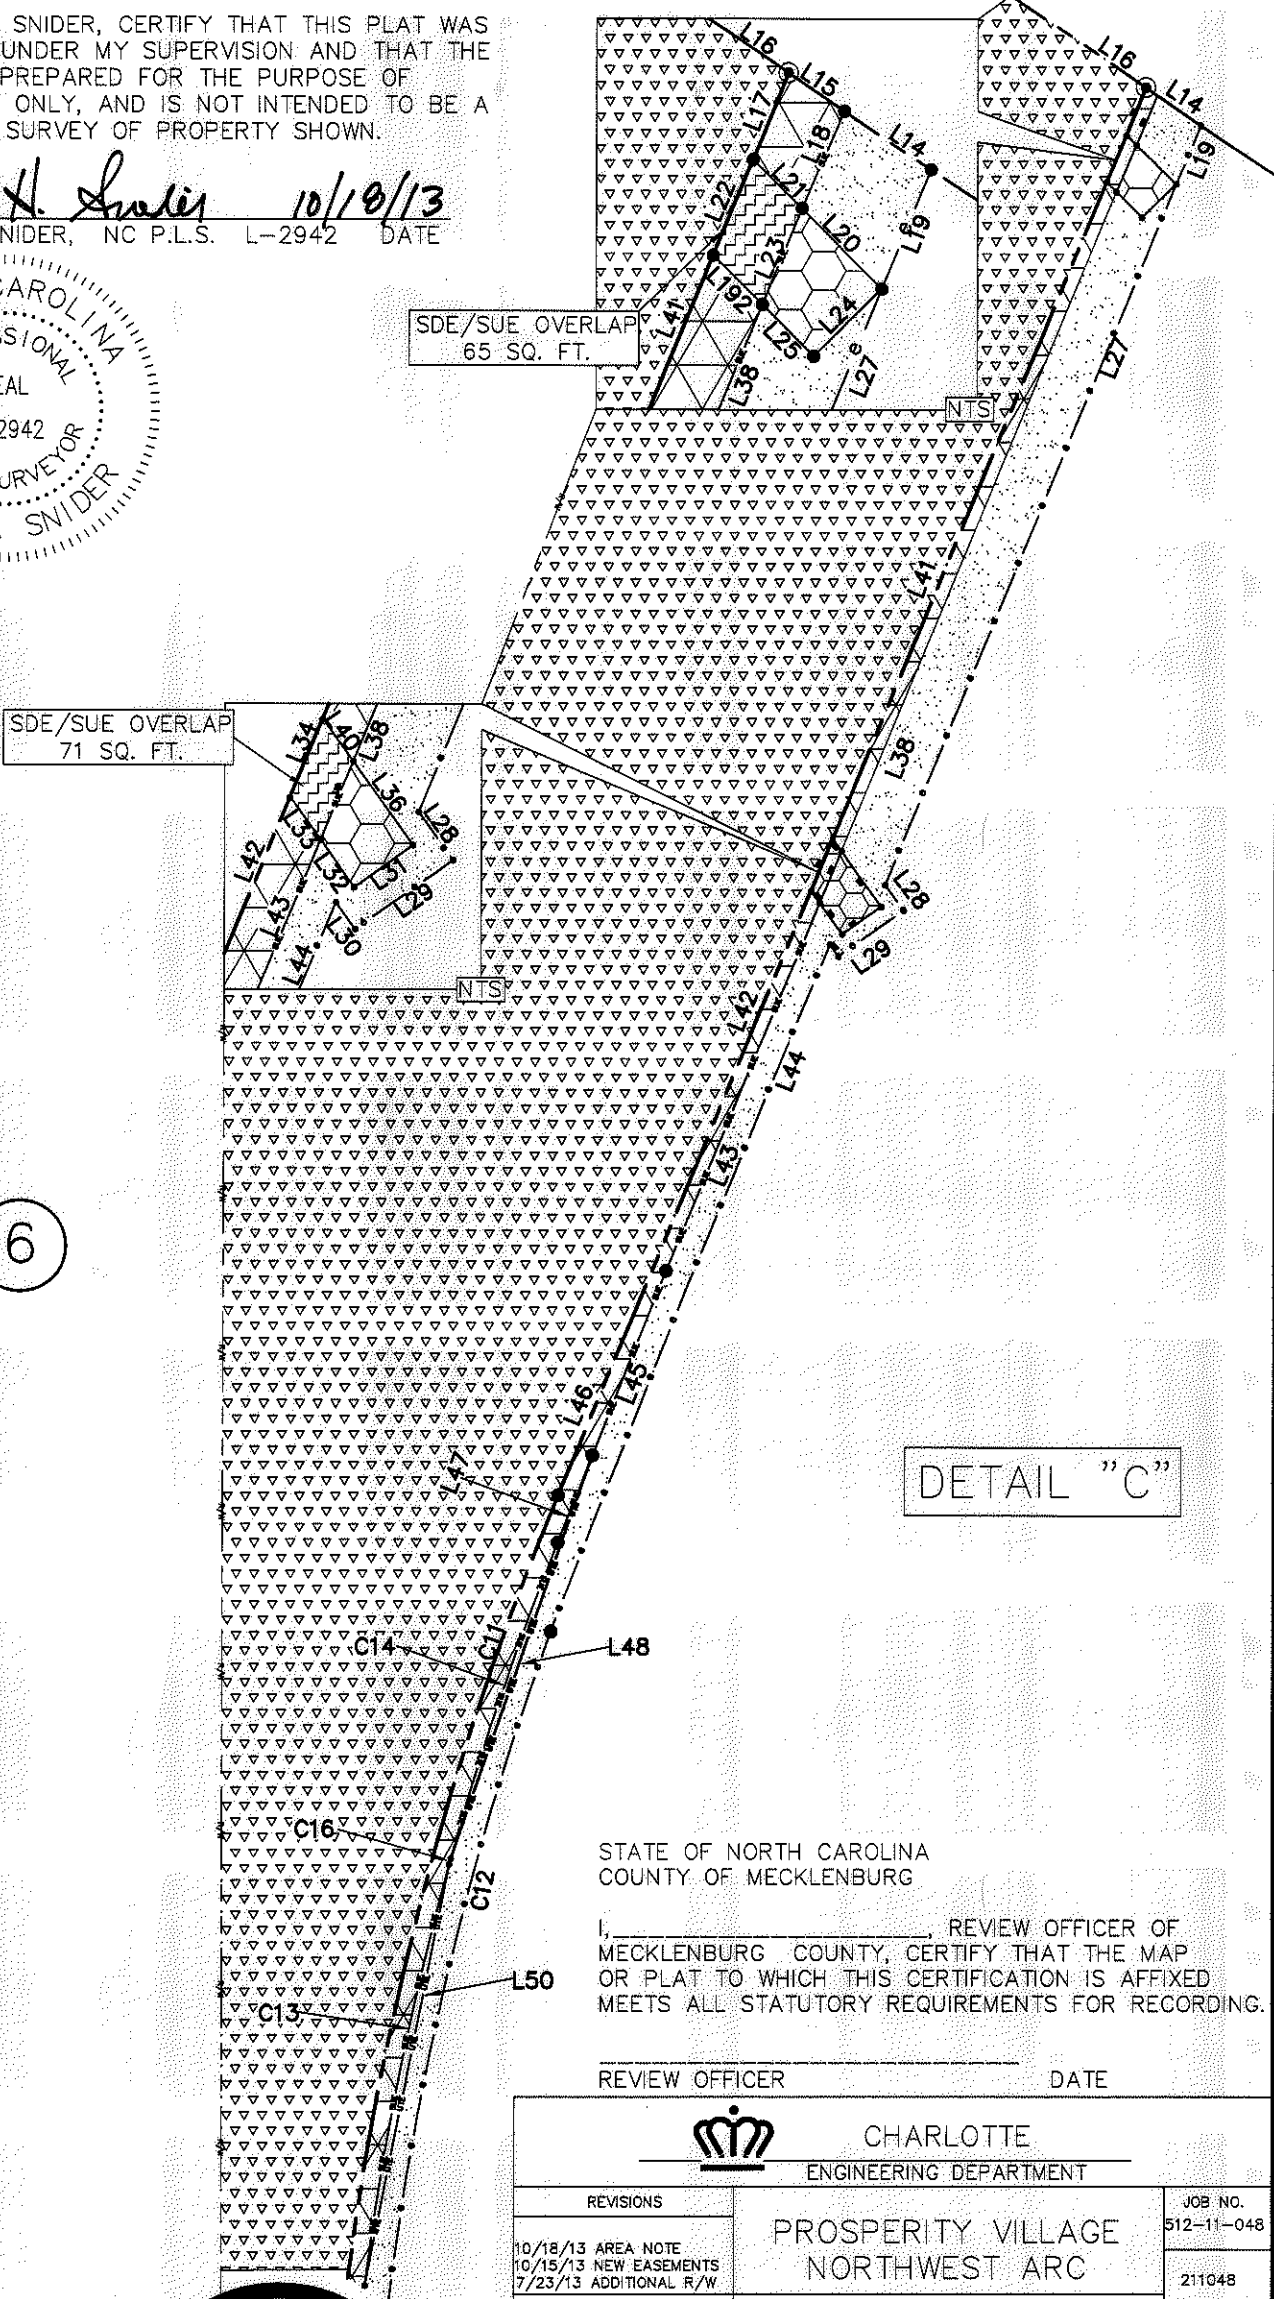 SNIDER, CERTIFY THAT THIS PLAT WAS
UNDER MY SUPERVISION AND THAT THE
PREPARED FOR THE PURPOSE OF
ONLY, AND IS NOT INTENDED TO BE A
SURVEY OF PROPERTY SHOWN.
H. Snider 10/18/13
NIDER, NC P.L.S. L-2942 DATE
CAROLINA
SSIONAL
EAL
2942
URVEYOR
SNIDER
L16
L15
L17
L18
L14
L22
L21
L20
L19
L23
L192
L41
L25
L24
L38
L27
SDE/SUE OVERLAP
65 SQ. FT.
NTS
L16
L14
L19
L27
L41
L38
SDE/SUE OVERLAP
71 SQ. FT.
L34
L40
L38
L36
L28
L33
L42
L32
L37
L29
L43
L30
L44
NTS
L28
L29
L42
L44
L43
6
L45
L46
L47
DETAIL "C"
C11
C14
L48
C16
C12
L50
C13
STATE OF NORTH CAROLINA
COUNTY OF MECKLENBURG
I,____________________, REVIEW OFFICER OF
MECKLENBURG COUNTY, CERTIFY THAT THE MAP
OR PLAT TO WHICH THIS CERTIFICATION IS AFFIXED
MEETS ALL STATUTORY REQUIREMENTS FOR RECORDING.
REVIEW OFFICER DATE
CHARLOTTE
ENGINEERING DEPARTMENT
REVISIONS
10/18/13 AREA NOTE
10/15/13 NEW EASEMENTS
7/23/13 ADDITIONAL R/W
PROSPERITY VILLAGE
NORTHWEST ARC
JOB NO.
512-11-048
211048